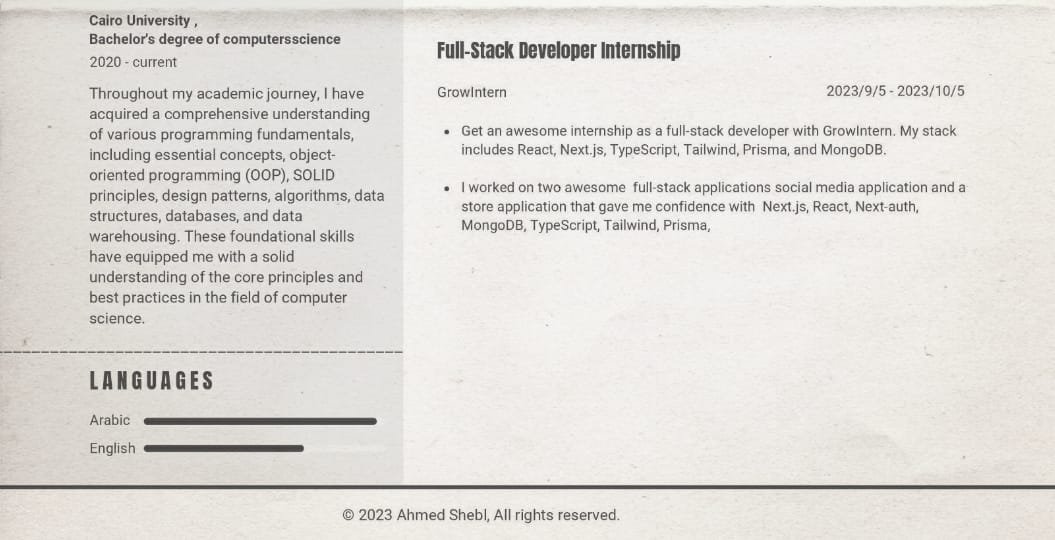 Cairo University ,
Bachelor's degree of computersscience
2020 - current
Throughout my academic journey, I have
acquired a comprehensive understanding
of various programming fundamentals,
including essential concepts, object-
oriented programming (OOP), SOLID
principles, design patterns, algorithms, data
structures, databases, and data
warehousing. These foundational skills
have equipped me with a solid
understanding of the core principles and
best practices in the field of computer
science.
LANGUAGES
Arabic
English
Full-Stack Developer Internship
GrowIntern 2023/9/5 - 2023/10/5
• Get an awesome internship as a full-stack developer with GrowIntern. My stack
includes React, Next.js, TypeScript, Tailwind, Prisma, and MongoDB.
• I worked on two awesome  full-stack applications social media application and a
store application that gave me confidence with  Next.js, React, Next-auth,
MongoDB, TypeScript, Tailwind, Prisma,
© 2023 Ahmed Shebl, All rights reserved.